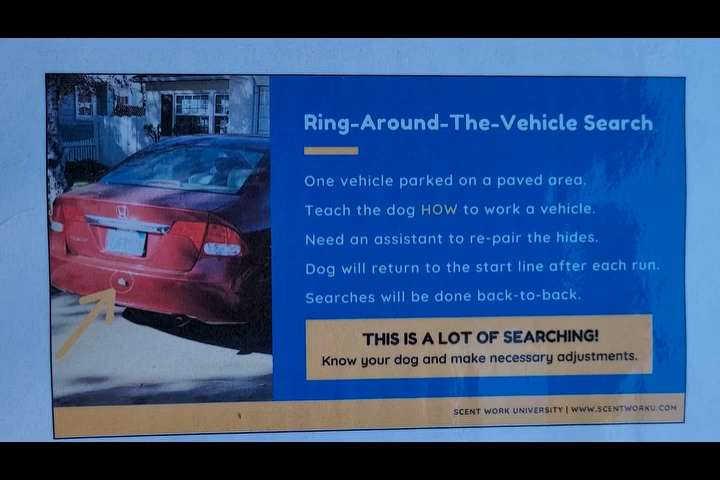 Ring-Around-The-Vehicle Search
One vehicle parked on a paved area.
Teach the dog HOW to work a vehicle.
Need an assistant to re-pair the hides.
Dog will return to the start line after each run.
Searches will be done back-to-back.
THIS IS A LOT OF SEARCHING!
Know your dog and make necessary adjustments.
SCENT WORK UNIVERSITY | WWW.SCENTWORKU.COM